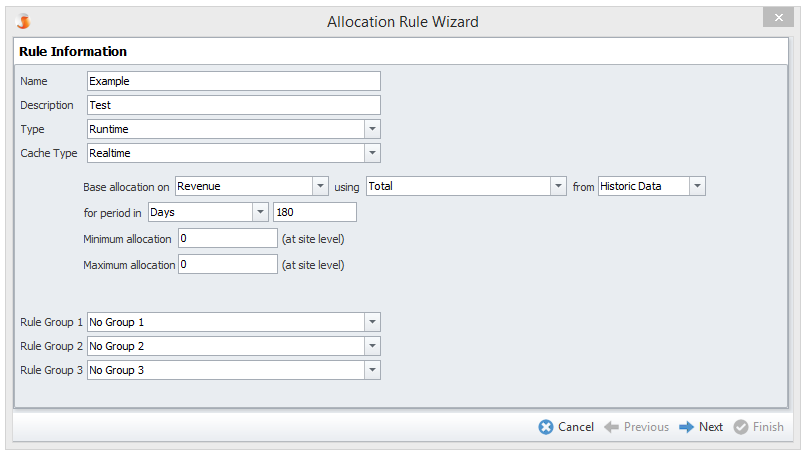 Allocation Rule Wizard
Rule Information
Name Example
Description Test
Type Runtime
Cache Type Realtime
Base allocation on Revenue using Total from Historic Data
for period in Days 180
Minimum allocation 0 (at site level)
Maximum allocation 0 (at site level)
Rule Group 1 No Group 1
Rule Group 2 No Group 2
Rule Group 3 No Group 3
Cancel Previous Next Finish